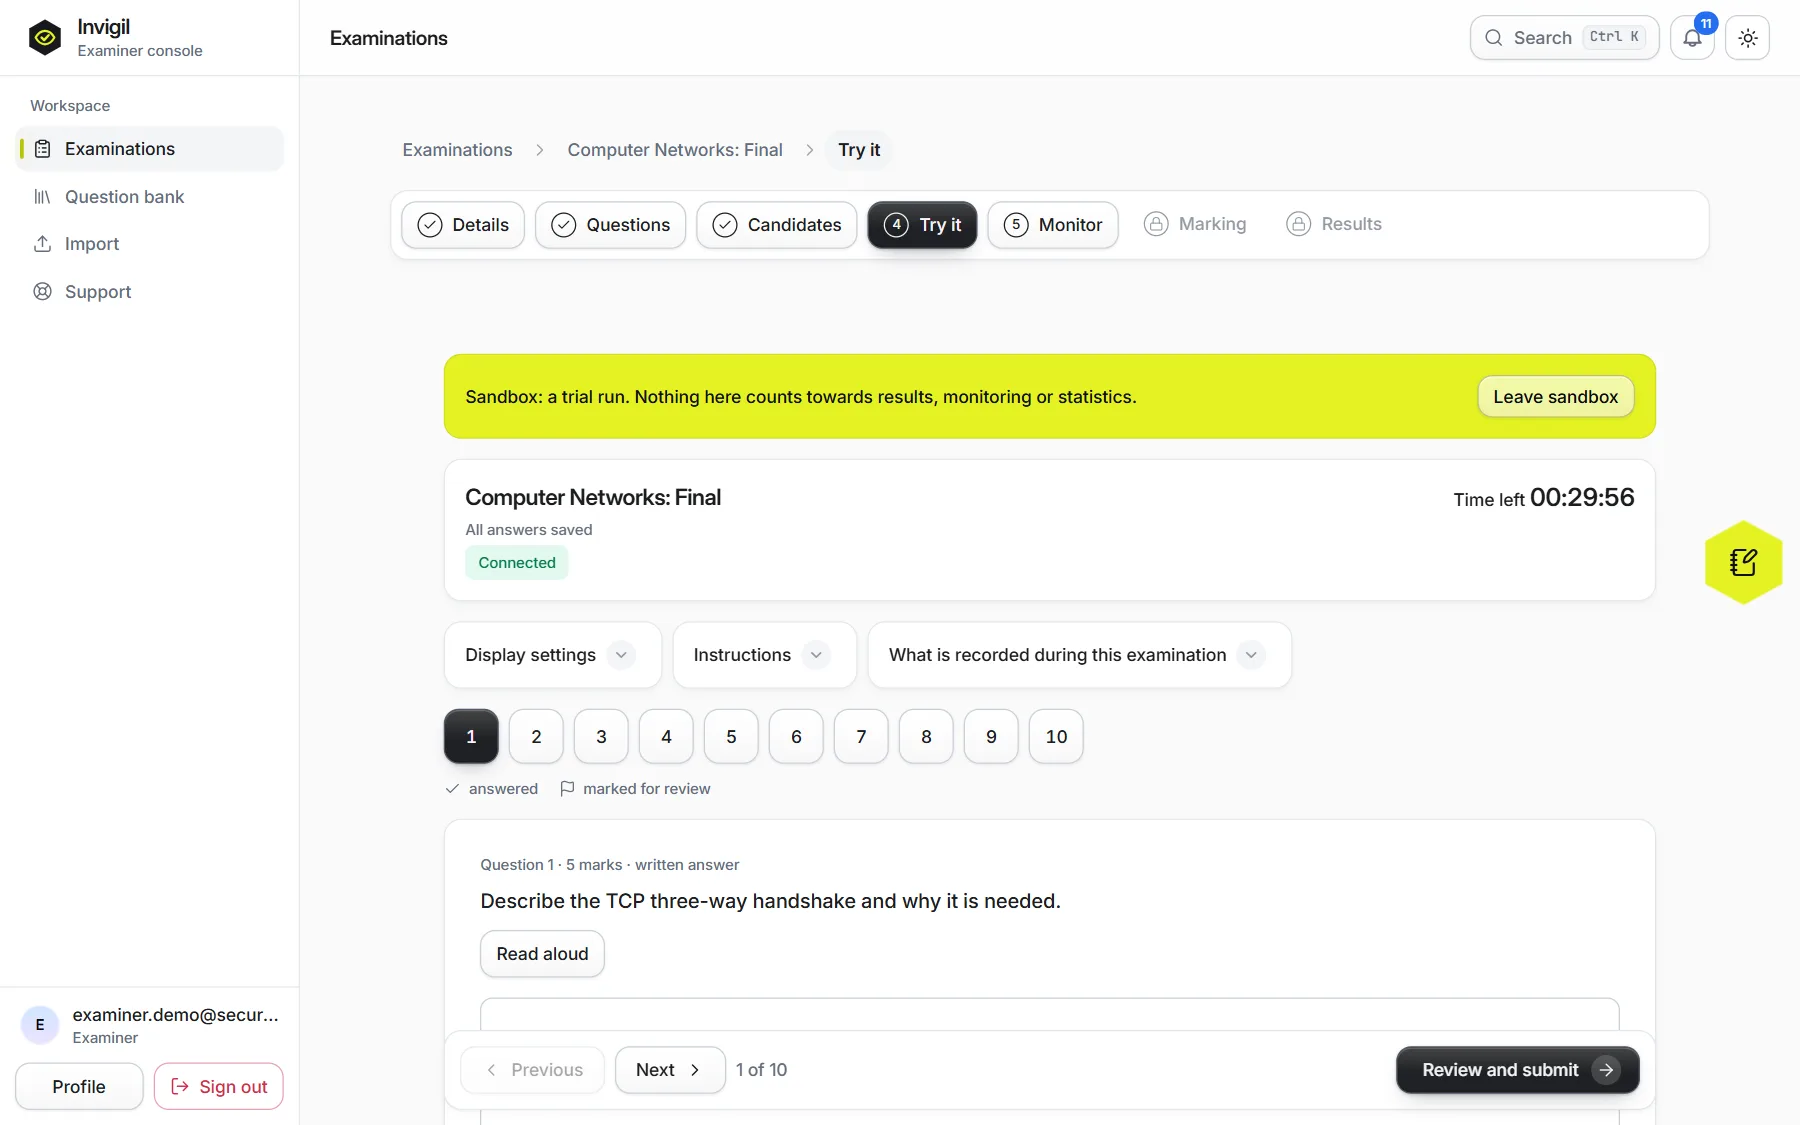 Invigil
Examiner console
Examinations
Search Ctrl K
11
Workspace
Examinations
Question bank
Import
Support
Examinations > Computer Networks: Final > Try it
Details
Questions
Candidates
4 Try it
5 Monitor
Marking
Results
Sandbox: a trial run. Nothing here counts towards results, monitoring or statistics.
Leave sandbox
Computer Networks: Final
Time left 00:29:56
All answers saved
Connected
Display settings
Instructions
What is recorded during this examination
1 2 3 4 5 6 7 8 9 10
answered
marked for review
Question 1 · 5 marks · written answer
Describe the TCP three-way handshake and why it is needed.
Read aloud
Previous
Next
1 of 10
Review and submit
E
examiner.demo@secur...
Examiner
Profile
Sign out